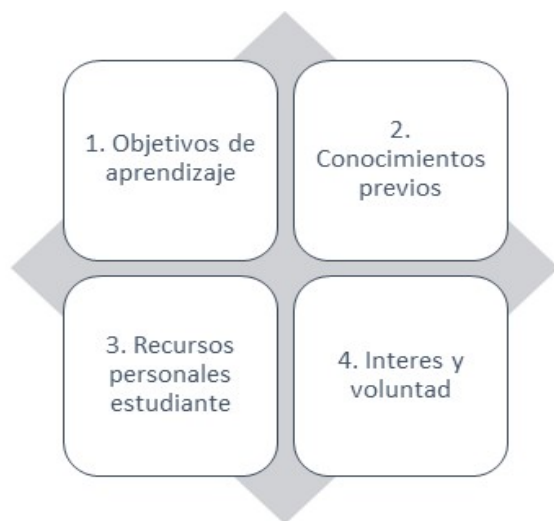 1. Objetivos de
aprendizaje
2.
Conocimientos
previos
3. Recursos
personales
estudiante
4. Interes y
voluntad